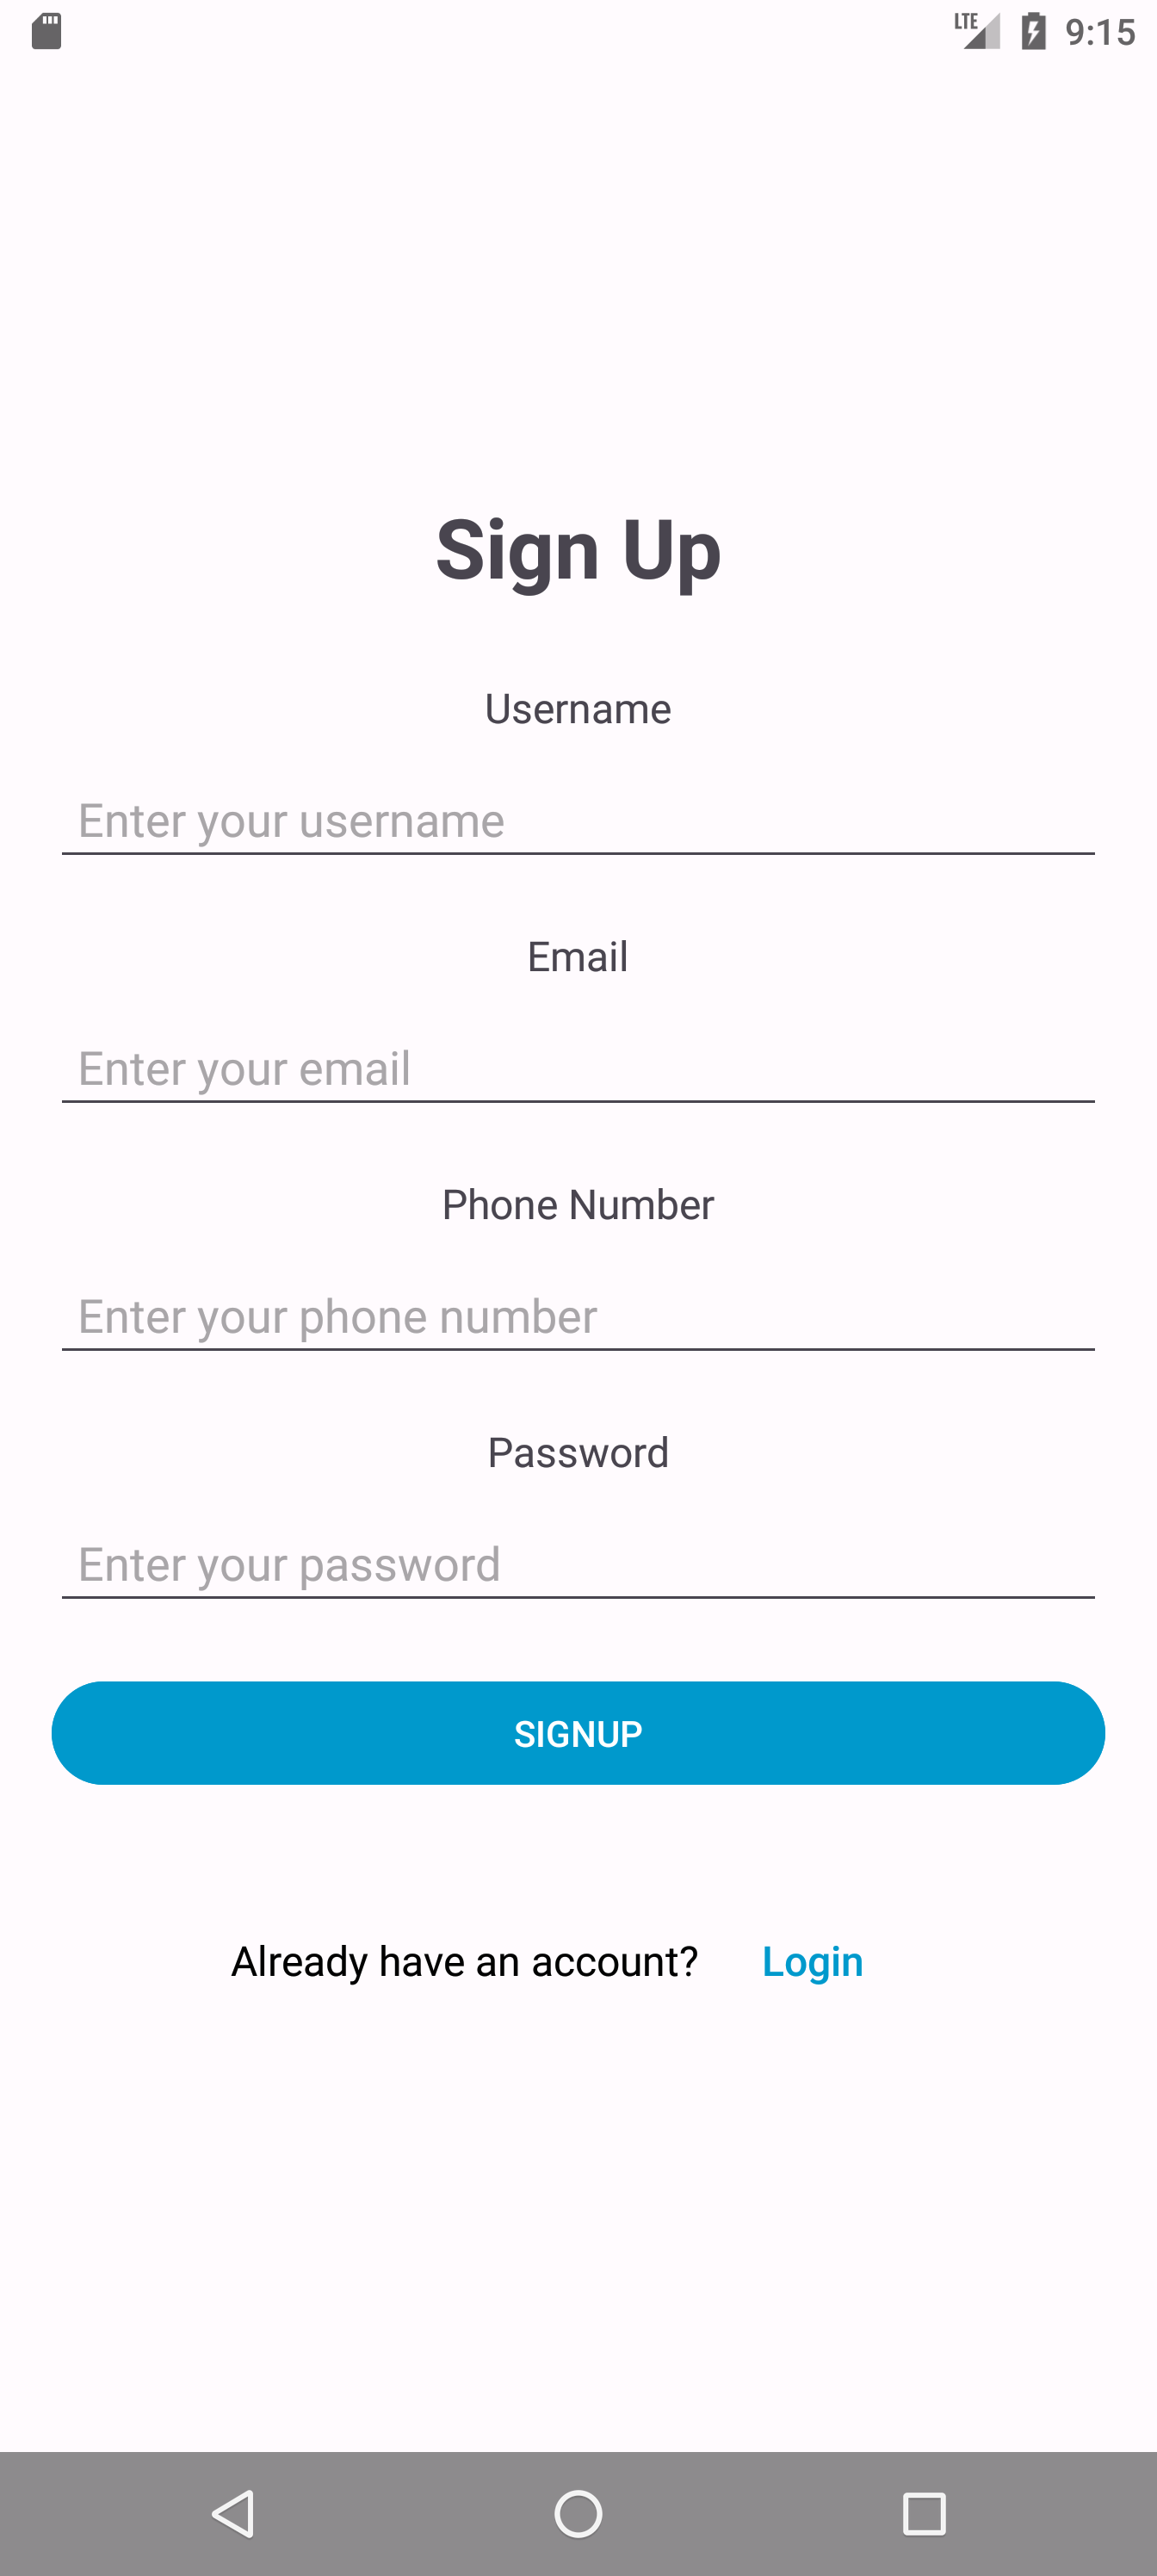 LTE 9:15
Sign Up
Username
Enter your username
Email
Enter your email
Phone Number
Enter your phone number
Password
Enter your password
SIGNUP
Already have an account? Login